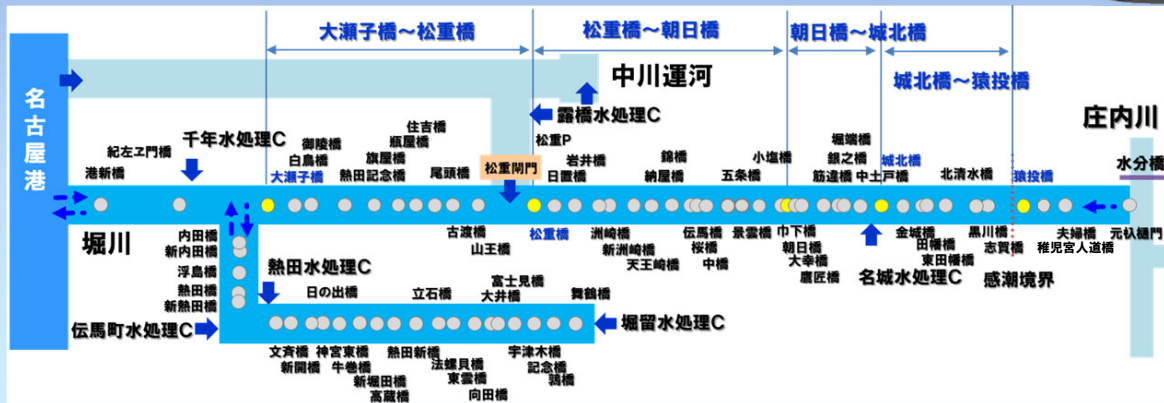 大瀬子橋～松重橋
松重橋～朝日橋
朝日橋～城北橋
城北橋～猿投橋
名古屋港
中川運河
庄内川
千年水処理C
露橋水処理C
松重P
松重閘門
水分橋
紀左ヱ門橋
港新橋
御陵橋
白鳥橋
大瀬子橋
住吉橋
瓶屋橋
旗屋橋
熱田記念橋
尾頭橋
岩井橋
日置橋
錦橋
納屋橋
小塩橋
五条橋
堀端橋
銀之橋
筋違橋
中土戸橋
城北橋
北清水橋
猿投橋
堀川
古渡橋
山王橋
松重橋
洲崎橋
新洲崎橋
天王崎橋
伝馬橋
桜橋
中橋
景雲橋
巾下橋
朝日橋
大幸橋
鷹匠橋
名城水処理C
金城橋
田幡橋
東田幡橋
黒川橋
志賀橋
感潮境界
夫婦橋
稚児宮人道橋
元杁樋門
内田橋
新内田橋
浮島橋
熱田橋
新熱田橋
熱田水処理C
伝馬町水処理C
堀留水処理C
日の出橋
立石橋
富士見橋
大井橋
舞鶴橋
文斉橋
新開橋
神宮東橋
牛巻橋
新堀田橋
高蔵橋
熱田新橋
法螺貝橋
東雲橋
向田橋
宇津木橋
記念橋
鶉橋